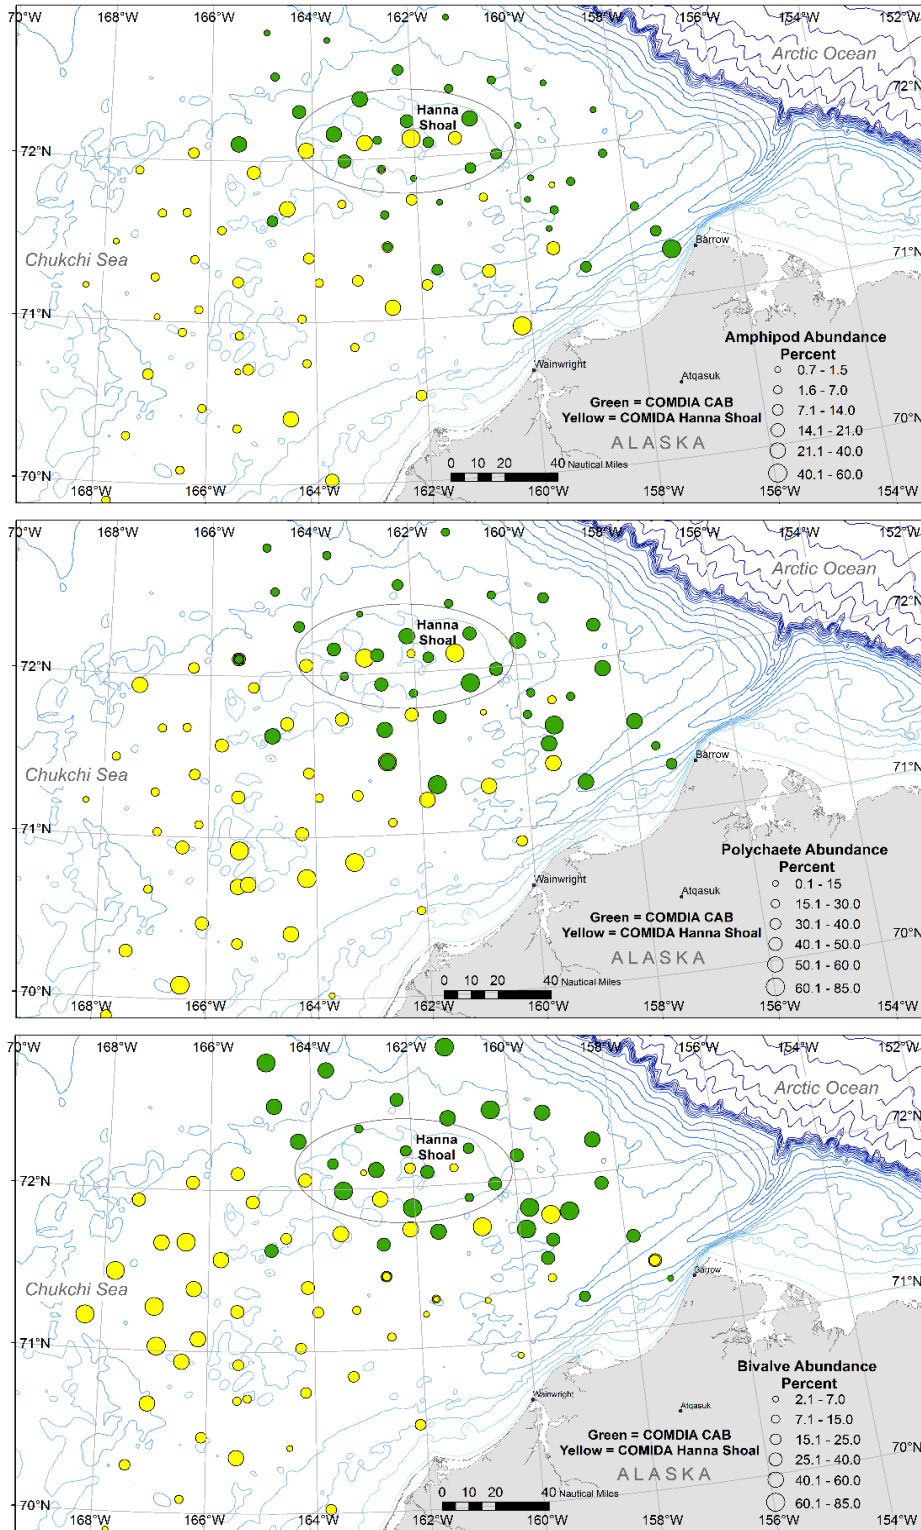 70°W 168°W 166°W 164°W 162°W 160°W 158°W 156°W 154°W 152°W
Arctic Ocean
72°N
Hanna
Shoal
72°N
Chukchi Sea
Barrow
71°N
71°N
Amphipod Abundance
Percent
0.7 - 1.5
1.6 - 7.0
7.1 - 14.0
14.1 - 21.0
21.1 - 40.0
40.1 - 60.0
Wainwright
Atqasuk
Green = COMDIA CAB
Yellow = COMIDA Hanna Shoal
ALASKA
70°N
0 10 20 40 Nautical Miles
70°N
168°W 166°W 164°W 162°W 160°W 158°W 156°W 154°W
70°W 168°W 166°W 164°W 162°W 160°W 158°W 156°W 154°W 152°W
Arctic Ocean
72°N
Hanna
Shoal
72°N
Chukchi Sea
Barrow
71°N
71°N
Polychaete Abundance
Percent
0.1 - 15
15.1 - 30.0
30.1 - 40.0
40.1 - 50.0
50.1 - 60.0
60.1 - 85.0
Wainwright
Atqasuk
Green = COMDIA CAB
Yellow = COMIDA Hanna Shoal
ALASKA
70°N
0 10 20 40 Nautical Miles
70°N
168°W 166°W 164°W 162°W 160°W 158°W 156°W 154°W
70°W 168°W 166°W 164°W 162°W 160°W 158°W 156°W 154°W 152°W
Arctic Ocean
72°N
Hanna
Shoal
72°N
Chukchi Sea
Barrow
71°N
71°N
Bivalve Abundance
Percent
2.1 - 7.0
7.1 - 15.0
15.1 - 25.0
25.1 - 40.0
40.1 - 60.0
60.1 - 85.0
Wainwright
Atqasuk
Green = COMDIA CAB
Yellow = COMIDA Hanna Shoal
ALASKA
70°N
0 10 20 40 Nautical Miles
70°N
168°W 166°W 164°W 162°W 160°W 158°W 156°W 154°W